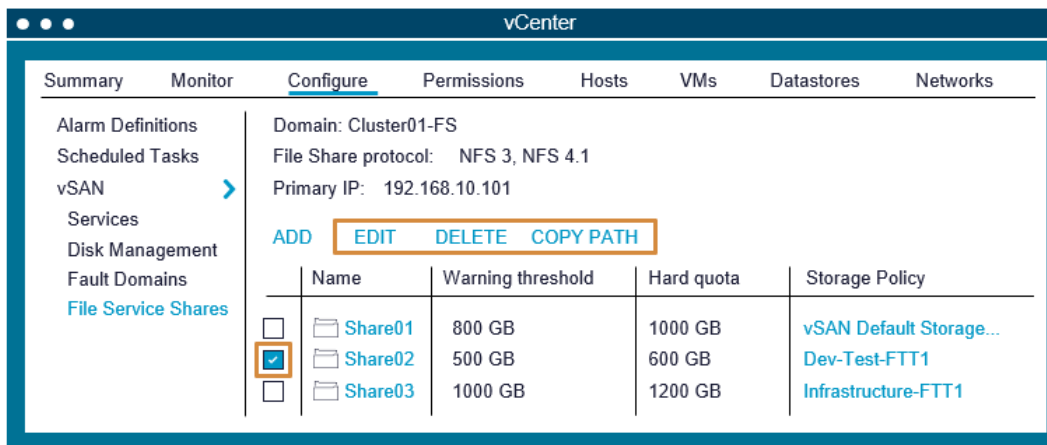 vCenter
Summary Monitor Configure Permissions Hosts VMs Datastores Networks
Alarm Definitions
Scheduled Tasks
vSAN
Services
Disk Management
Fault Domains
File Service Shares
Domain: Cluster01-FS
File Share protocol: NFS 3, NFS 4.1
Primary IP: 192.168.10.101
ADD EDIT DELETE COPY PATH
Name Warning threshold Hard quota Storage Policy
Share01 800 GB 1000 GB vSAN Default Storage...
Share02 500 GB 600 GB Dev-Test-FTT1
Share03 1000 GB 1200 GB Infrastructure-FTT1